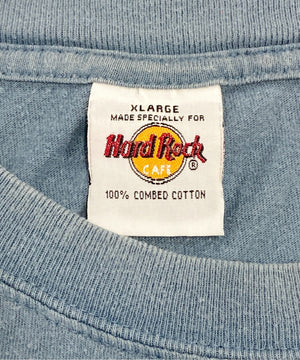 XLARGE
MADE SPECIALLY FOR
Hard Rock
CAFE
®
100% COMBED COTTON